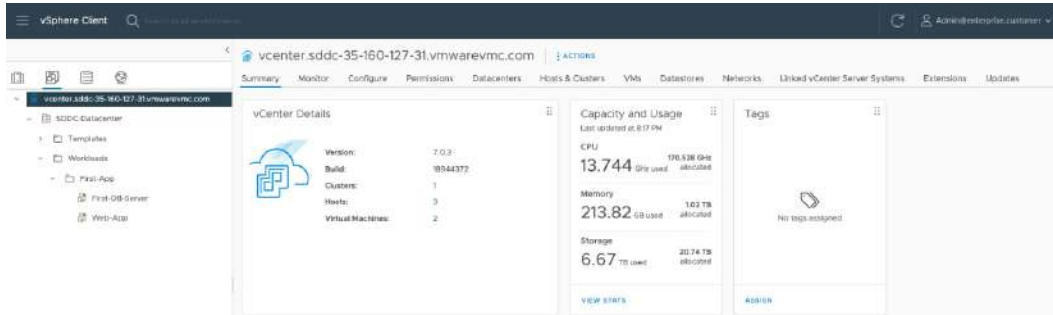 vSphere Client
Admin@enterprise.customer
vcenter.sddc-35-160-127-31.vmwarevmc.com
ACTIONS
Summary Monitor Configure Permissions Datacenters Hosts & Clusters VMs Datastores Networks Linked vCenter Server Systems Extensions Updates
vcenter.sddc-35-160-127-31.vmwarevmc.com
SDDC-Datacenter
Templates
Workloads
First-App
First-DB-Server
Web-App
vCenter Details
Version: 7.0.3
Build: 18944372
Clusters: 1
Hosts: 3
Virtual Machines: 2
Capacity and Usage
Last updated at 8:17 PM
CPU
13.744 GHz used 170.528 GHz allocated
Memory
213.82 GB used 1.02 TB allocated
Storage
6.67 TB used 20.74 TB allocated
VIEW STATS
Tags
No tags assigned
ASSIGN